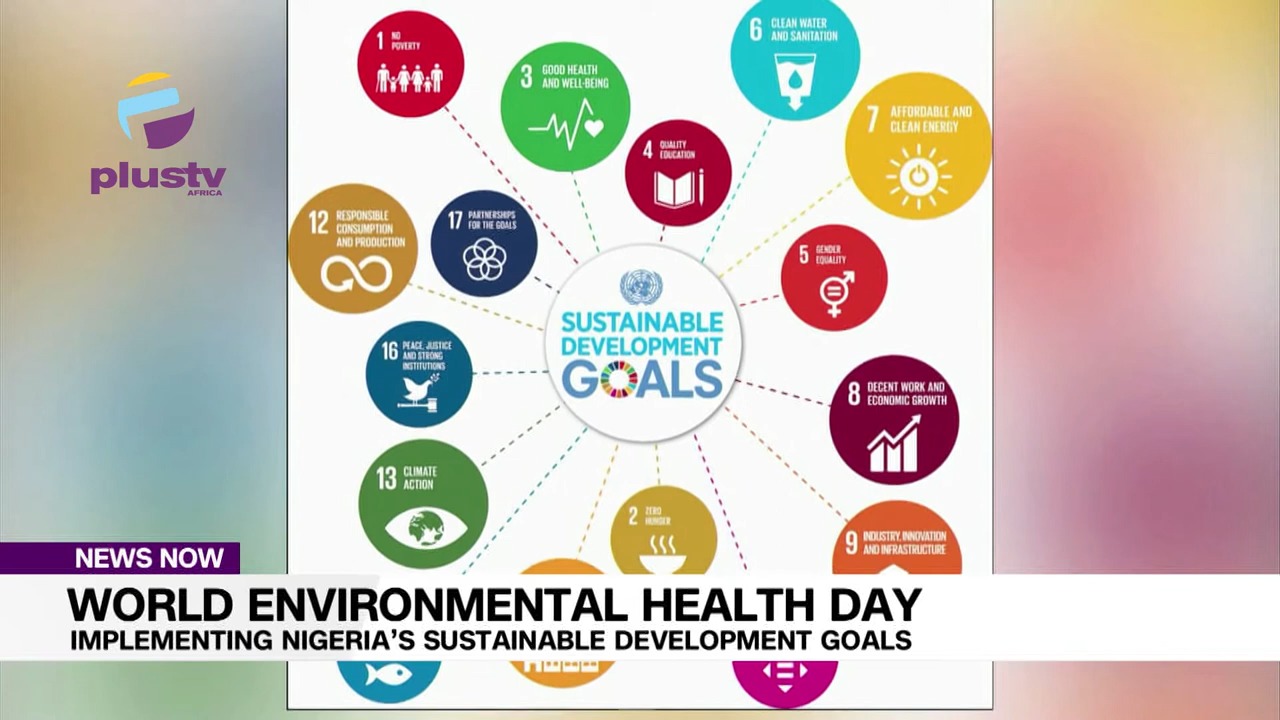 plustv
AFRICA
1 NO
POVERTY
3 GOOD HEALTH
AND WELL-BEING
6 CLEAN WATER
AND SANITATION
4 QUALITY
EDUCATION
7 AFFORDABLE AND
CLEAN ENERGY
12 RESPONSIBLE
CONSUMPTION
AND PRODUCTION
17 PARTNERSHIPS
FOR THE GOALS
5 GENDER
EQUALITY
SUSTAINABLE
DEVELOPMENT
GOALS
16 PEACE, JUSTICE
AND STRONG
INSTITUTIONS
8 DECENT WORK AND
ECONOMIC GROWTH
13 CLIMATE
ACTION
2 ZERO
HUNGER
9 INDUSTRY, INNOVATION
AND INFRASTRUCTURE
NEWS NOW
WORLD ENVIRONMENTAL HEALTH DAY
IMPLEMENTING NIGERIA'S SUSTAINABLE DEVELOPMENT GOALS